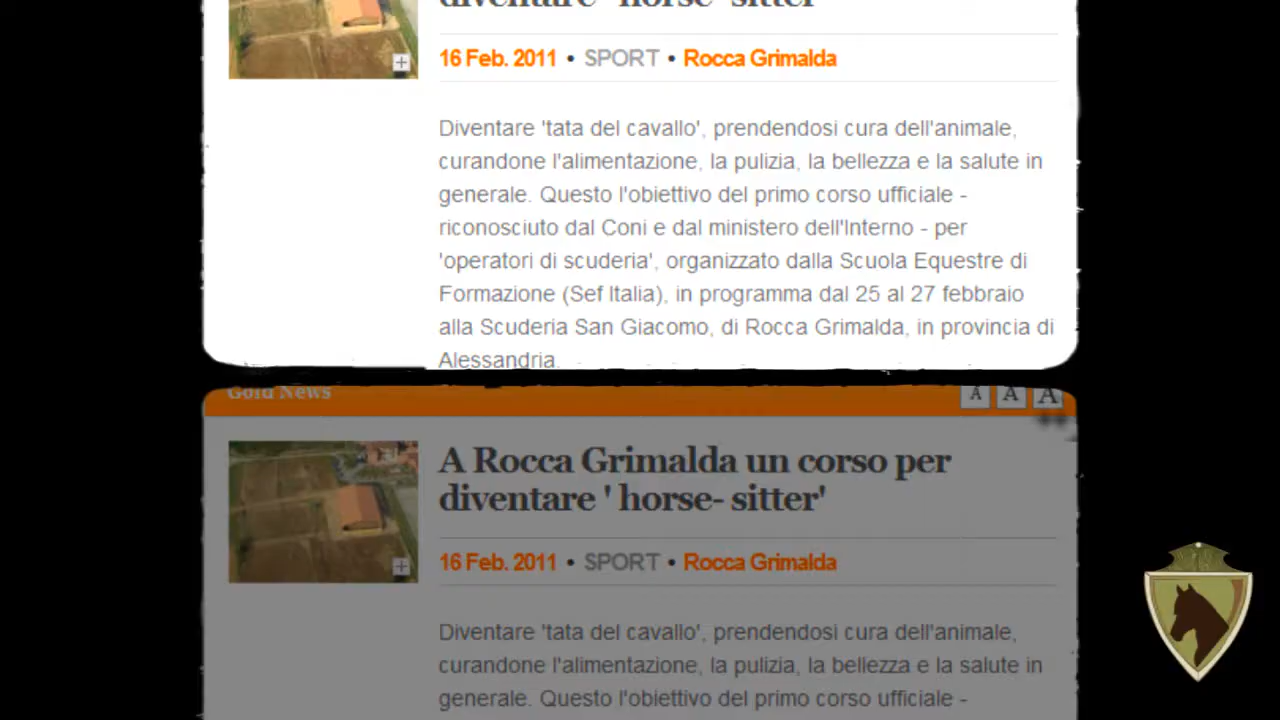 diventare ' horse- sitter'
16 Feb. 2011 • SPORT • Rocca Grimalda
Diventare 'tata del cavallo', prendendosi cura dell'animale,
curandone l'alimentazione, la pulizia, la bellezza e la salute in
generale. Questo l'obiettivo del primo corso ufficiale -
riconosciuto dal Coni e dal ministero dell'Interno - per
'operatori di scuderia', organizzato dalla Scuola Equestre di
Formazione (Sef Italia), in programma dal 25 al 27 febbraio
alla Scuderia San Giacomo, di Rocca Grimalda, in provincia di
Alessandria.
Gold News
A A A
A Rocca Grimalda un corso per
diventare ' horse- sitter'
16 Feb. 2011 • SPORT • Rocca Grimalda
Diventare 'tata del cavallo', prendendosi cura dell'animale,
curandone l'alimentazione, la pulizia, la bellezza e la salute in
generale. Questo l'obiettivo del primo corso ufficiale -